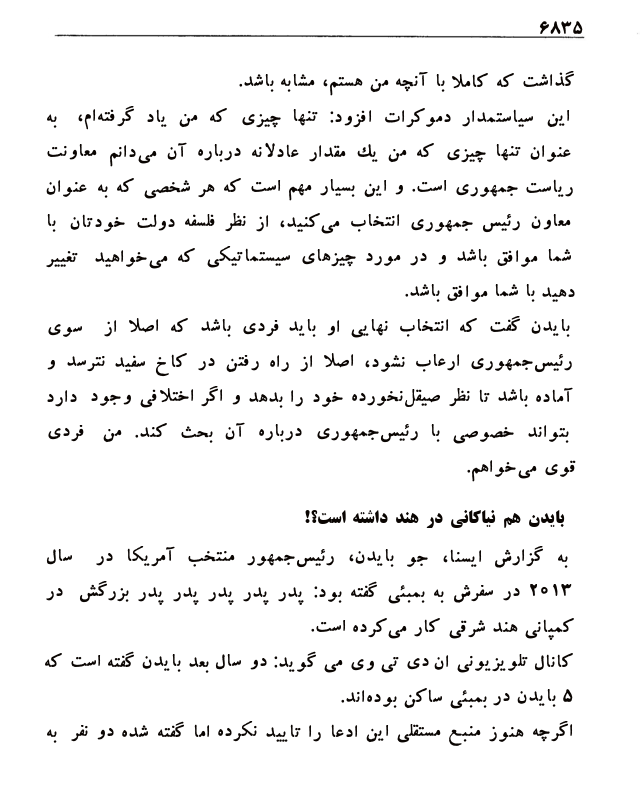 ۶۸۳۵
گذاشت که کاملا با آنچه من هستم، مشابه باشد.
این سیاستمدار دموکرات افزود: تنها چیزی که من یاد گرفته‌ام، به
عنوان تنها چیزی که من یك مقدار عادلانه درباره آن می‌دانم معاونت
ریاست جمهوری است. و این بسیار مهم است که هر شخصی که به عنوان
معاون رئیس جمهوری انتخاب می‌کنید، از نظر فلسفه دولت خودتان با
شما موافق باشد و در مورد چیزهای سیستماتیکی که می‌خواهید تغییر
دهید با شما موافق باشد.
بایدن گفت که انتخاب نهایی او باید فردی باشد که اصلا از سوی
رئیس‌جمهوری ارعاب نشود، اصلا از راه رفتن در کاخ سفید نترسد و
آماده باشد تا نظر صیقل‌نخورده خود را بدهد و اگر اختلافی وجود دارد
بتواند خصوصی با رئیس‌جمهوری درباره آن بحث کند. من فردی
قوی می‌خواهم.
بایدن هم نیاکانی در هند داشته است؟!
به گزارش ایسنا، جو بایدن، رئیس‌جمهور منتخب آمریکا در سال
۲۰۱۳ در سفرش به بمبئی گفته بود: پدر پدر پدر پدر پدر بزرگش در
کمپانی هند شرقی کار می‌کرده است.
کانال تلویزیونی ان دی تی وی می گوید: دو سال بعد بایدن گفته است که
۵ بایدن در بمبئی ساکن بوده‌اند.
اگرچه هنوز منبع مستقلی این ادعا را تایید نکرده اما گفته شده دو نفر به